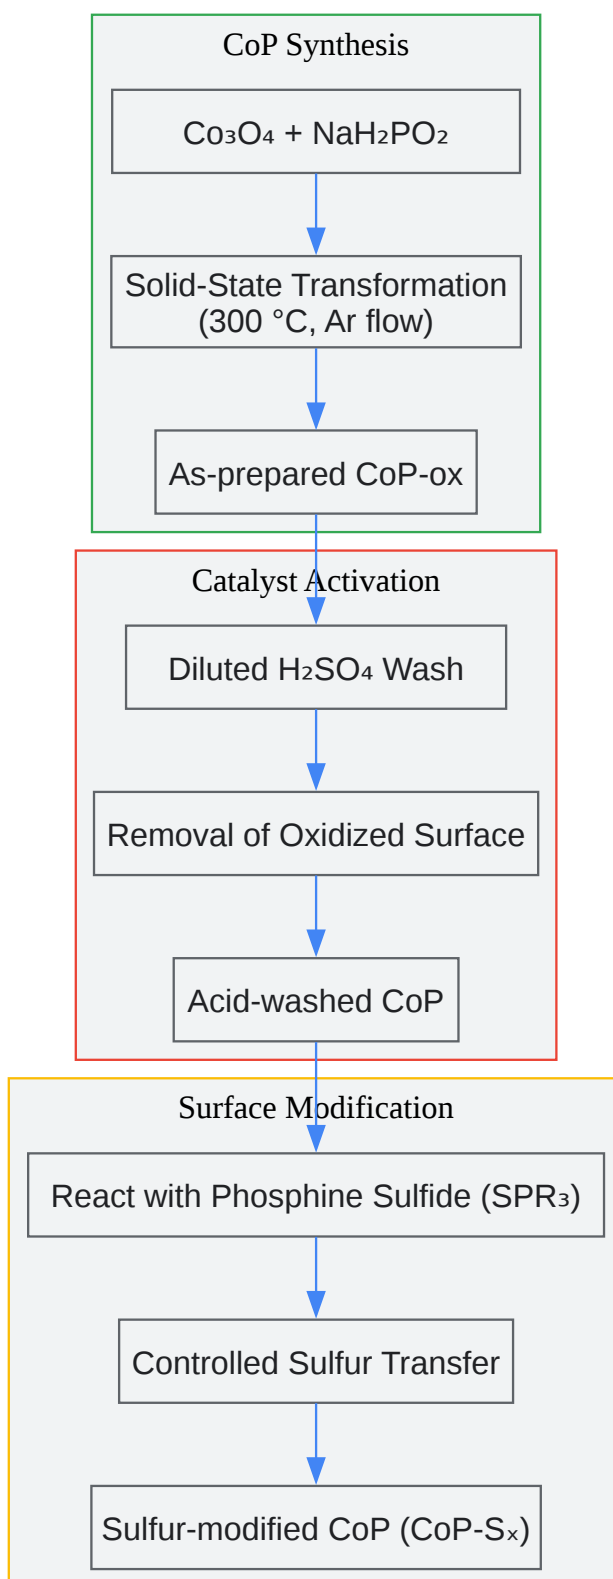 CoP Synthesis
Co₃O₄ + NaH₂PO₂
Solid-State Transformation
(300 °C, Ar flow)
As-prepared CoP-ox
Catalyst Activation
Diluted H₂SO₄ Wash
Removal of Oxidized Surface
Acid-washed CoP
Surface Modification
React with Phosphine Sulfide (SPR₃)
Controlled Sulfur Transfer
Sulfur-modified CoP (CoP-Sₓ)